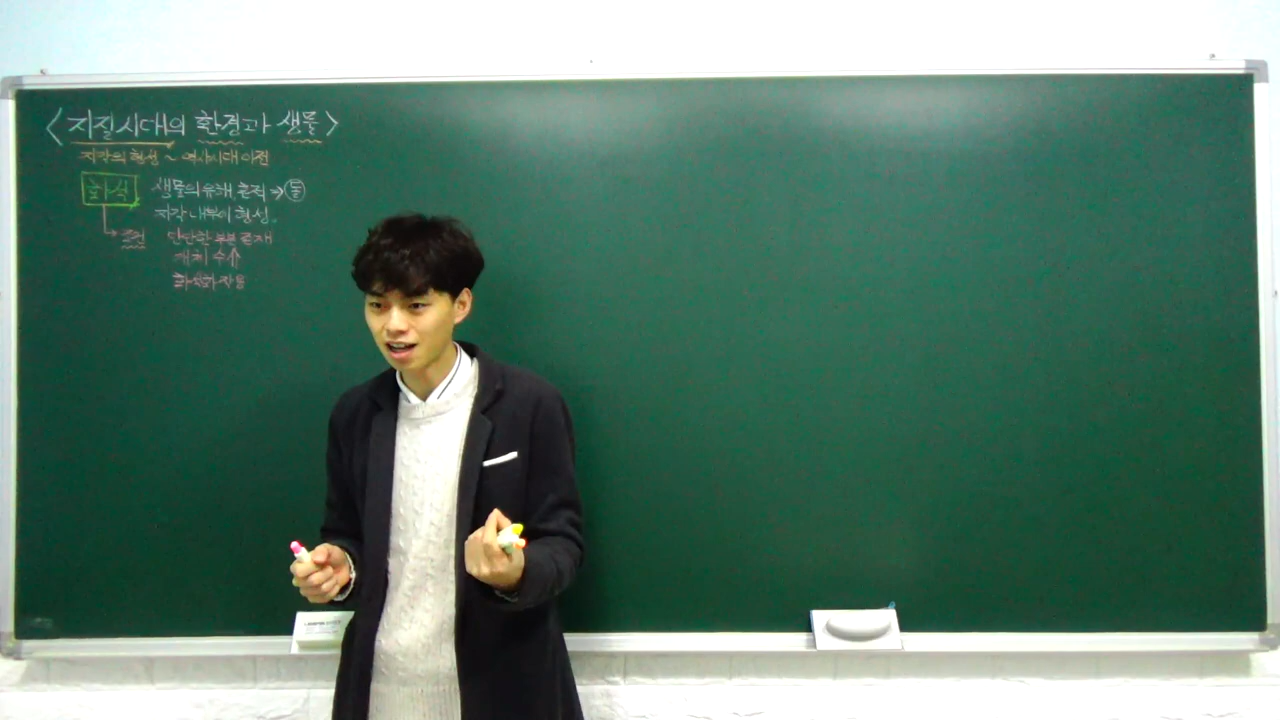 <지질시대의 환경과 생물>
지각의 형성 ~ 역사시대 이전
화석 생물의 유해, 흔적 → 돌
지각 내부에 형성.
→ 조건 단단한 부분 존재
개체 수↑
화석화 작용